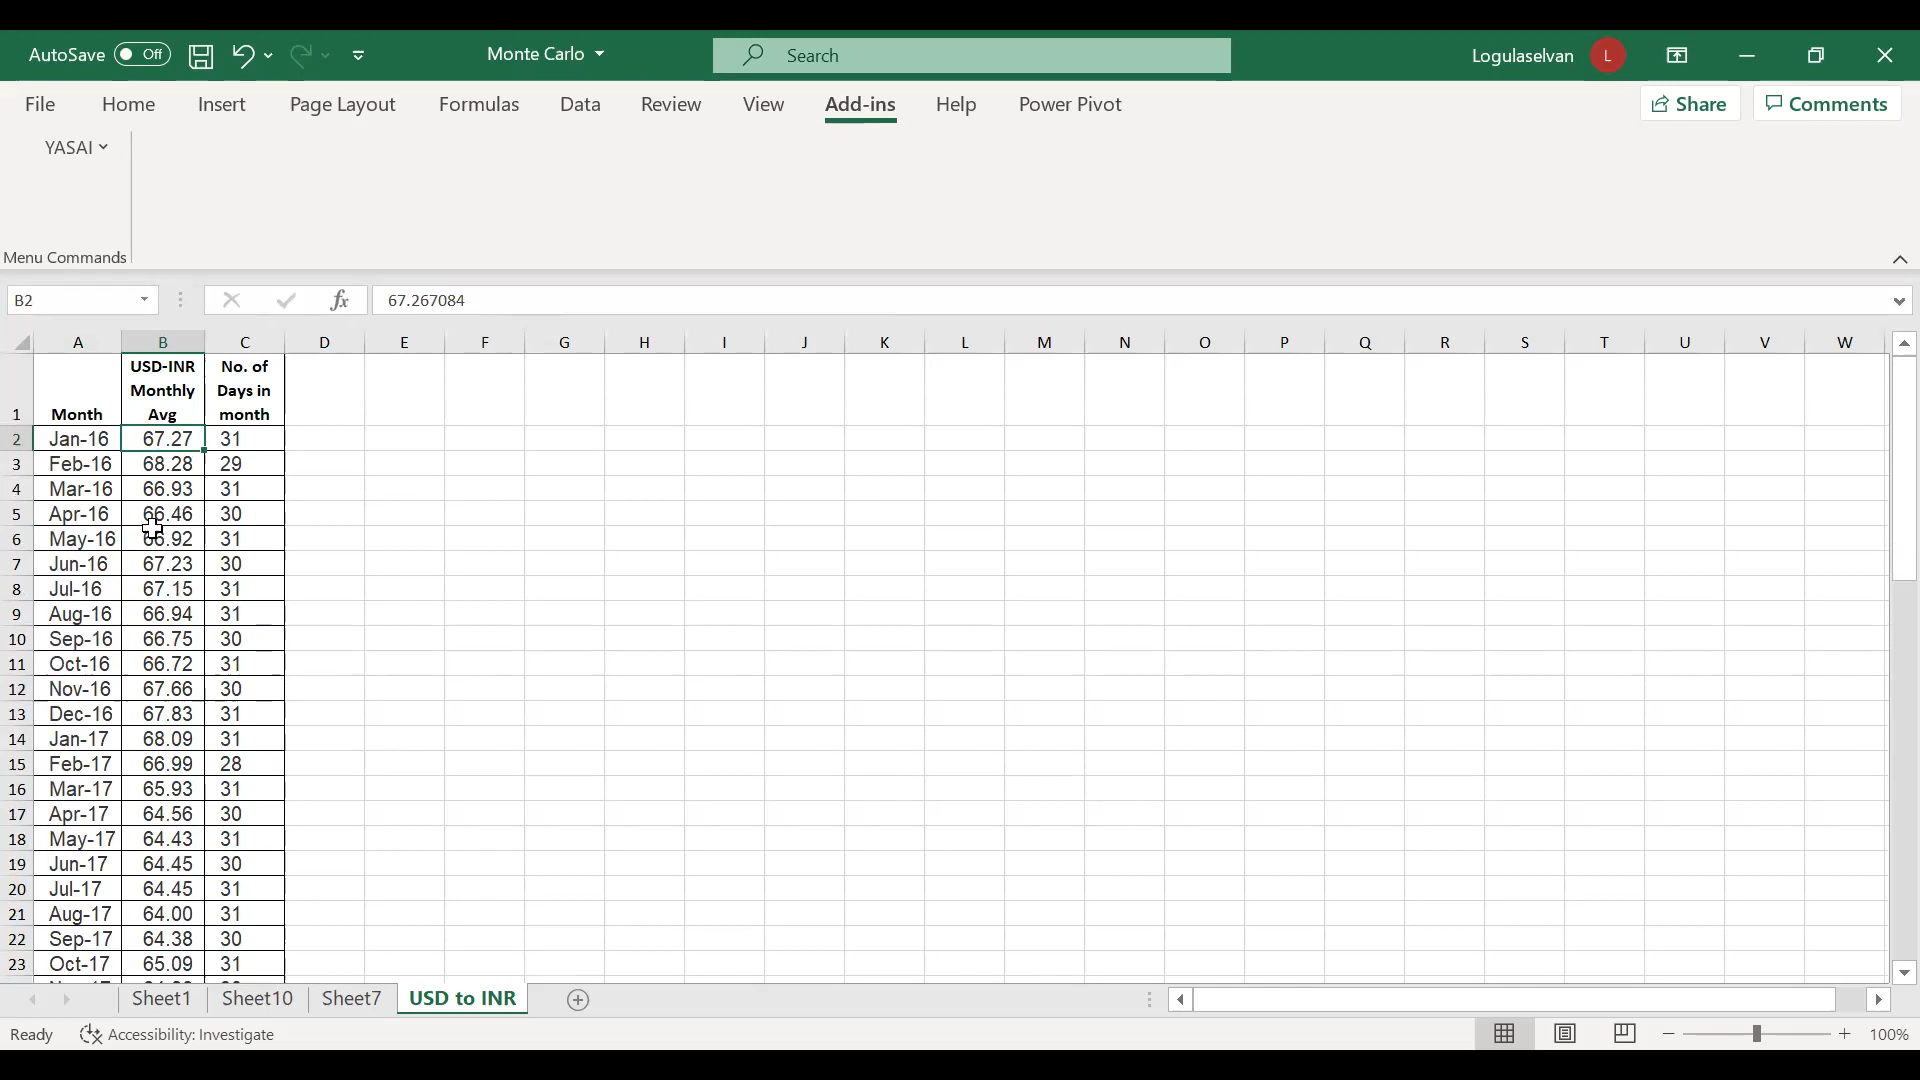 AutoSave Off Monte Carlo Search Logulaselvan L
File Home Insert Page Layout Formulas Data Review View Add-ins Help Power Pivot Share Comments
YASAI
Menu Commands
B2 fx 67.267084
A B C D E F G H I J K L M N O P Q R S T U V W
1 Month USD-INR Monthly Avg No. of Days in month
2 Jan-16 67.27 31
3 Feb-16 68.28 29
4 Mar-16 66.93 31
5 Apr-16 66.46 30
6 May-16 66.92 31
7 Jun-16 67.23 30
8 Jul-16 67.15 31
9 Aug-16 66.94 31
10 Sep-16 66.75 30
11 Oct-16 66.72 31
12 Nov-16 67.66 30
13 Dec-16 67.83 31
14 Jan-17 68.09 31
15 Feb-17 66.99 28
16 Mar-17 65.93 31
17 Apr-17 64.56 30
18 May-17 64.43 31
19 Jun-17 64.45 30
20 Jul-17 64.45 31
21 Aug-17 64.00 31
22 Sep-17 64.38 30
23 Oct-17 65.09 31
Sheet1 Sheet10 Sheet7 USD to INR
Ready Accessibility: Investigate 100%